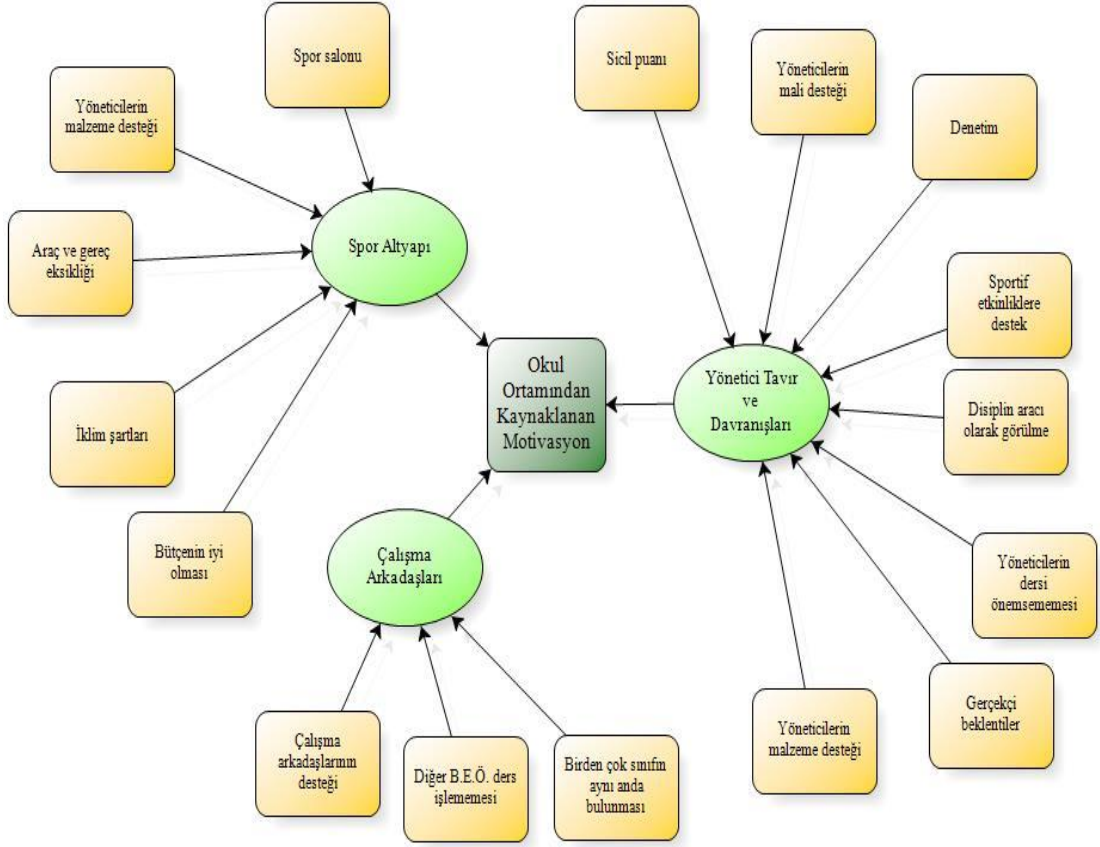 Spor salonu
Sicil puanı
Yöneticilerin
mali desteği
Yöneticilerin
malzeme desteği
Denetim
Araç ve gereç
eksikliği
Spor Altyapı
Sportif
etkinliklere
destek
Okul
Ortamından
Kaynaklanan
Motivasyon
Yönetici Tavır
ve
Davranışları
Disiplin aracı
olarak görülme
İklim şartları
Bütçenin iyi
olması
Çalışma
Arkadaşları
Yöneticilerin
dersi
önemsememesi
Çalışma
arkadaşlarının
desteği
Diğer B.E.Ö. ders
işlememesi
Birden çok sınıfın
aynı anda
bulunması
Yöneticilerin
malzeme desteği
Gerçekçi
beklentiler